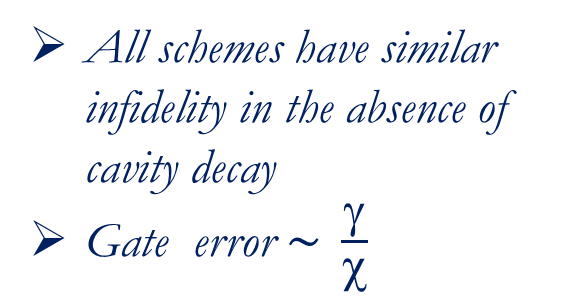 ➢ All schemes have similar
infidelity in the absence of
cavity decay
➢ Gate error ~ γ/χ